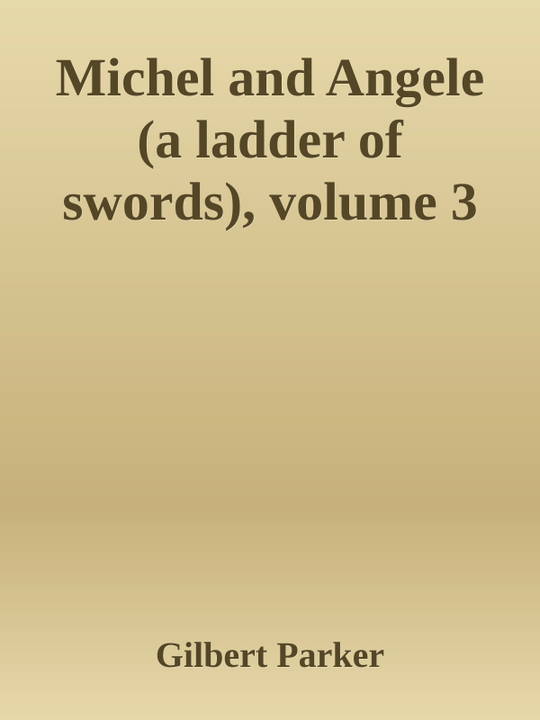 Michel and Angele
(a ladder of
swords), volume 3
Gilbert Parker